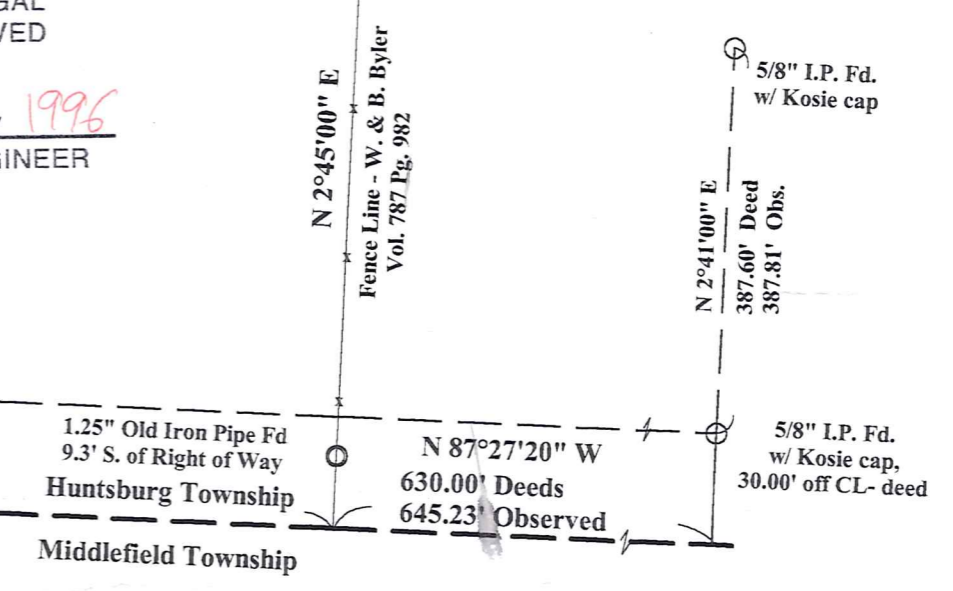 1996
INEER
N 2°45'00" E
Fence Line - W. & B. Byler
Vol. 787 Pg. 982
5/8" I.P. Fd.
w/ Kosie cap
N 2°41'00" E
387.60' Deed
387.81' Obs.
1.25" Old Iron Pipe Fd
9.3' S. of Right of Way
Huntsburg Township
N 87°27'20" W
630.00' Deeds
645.23' Observed
5/8" I.P. Fd.
w/ Kosie cap,
30.00' off CL- deed
Middlefield Township